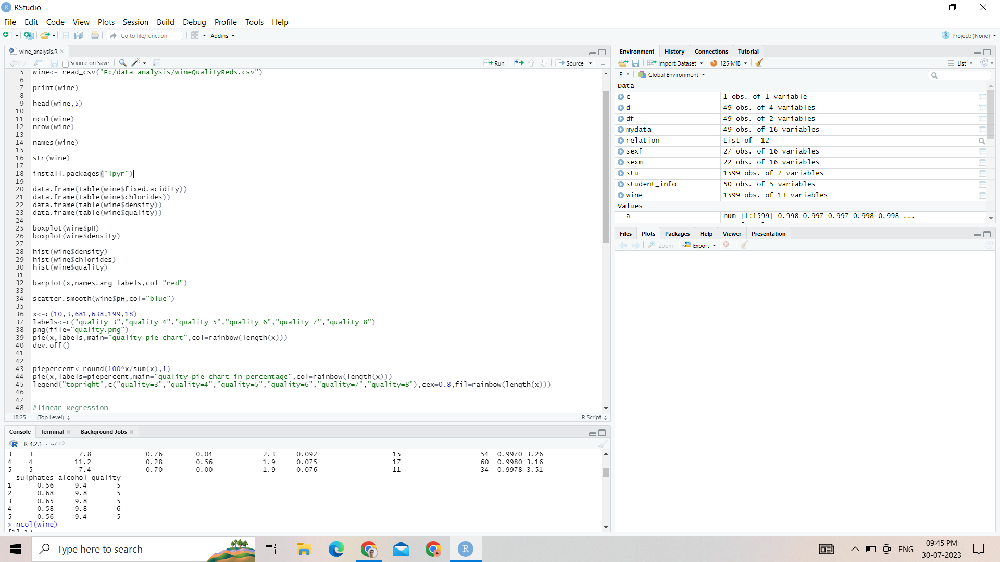 RStudio
File Edit Code View Plots Session Build Debug Profile Tools Help
Go to file/function Addins Project: (None)
wine_analysis.R
Source on Save Run Source
5 wine<- read_csv("E:/data analysis/wineQualityReds.csv")
6
7 print(wine)
8
9 head(wine,5)
10
11 ncol(wine)
12 nrow(wine)
13
14 names(wine)
15
16 str(wine)
17
18 install.packages("lpyr")
19
20 data.frame(table(wine$fixed.acidity))
21 data.frame(table(wine$chlorides))
22 data.frame(table(wine$density))
23 data.frame(table(wine$quality))
24
25 boxplot(wine$pH)
26 boxplot(wine$density)
27
28 hist(wine$density)
29 hist(wine$chlorides)
30 hist(wine$quality)
31
32 barplot(x,names.arg=labels,col="red")
33
34 scatter.smooth(wine$pH,col="blue")
35
36 x<-c(10,3,681,638,199,18)
37 labels<-c("quality=3","quality=4","quality=5","quality=6","quality=7","quality=8")
38 png(file="quality.png")
39 pie(x,labels,main="quality pie chart",col=rainbow(length(x)))
40 dev.off()
41
42
43 piepercent<-round(100*x/sum(x),1)
44 pie(x,labels=piepercent,main="quality pie chart in percentage",col=rainbow(length(x)))
45 legend("topright",c("quality=3","quality=4","quality=5","quality=6","quality=7","quality=8"),cex=0.8,fil=rainbow(length(x)))
46
47
48 #linear Regression
18:25 (Top Level) R Script
Console Terminal Background Jobs
R 4.2.1 · ~/
3 3 7.8 0.76 0.04 2.3 0.092 15 54 0.9970 3.26
4 4 11.2 0.28 0.56 1.9 0.075 17 60 0.9980 3.16
5 5 7.4 0.70 0.00 1.9 0.076 11 34 0.9978 3.51
sulphates alcohol quality
1 0.56 9.4 5
2 0.68 9.8 5
3 0.65 9.8 5
4 0.58 9.8 6
5 0.56 9.4 5
> ncol(wine)
[1] 13
Environment History Connections Tutorial
Import Dataset 125 MiB List
R Global Environment
Data
c 1 obs. of 1 variable
d 49 obs. of 4 variables
df 49 obs. of 2 variables
mydata 49 obs. of 16 variables
relation List of 12
sexf 27 obs. of 16 variables
sexm 22 obs. of 16 variables
stu 1599 obs. of 2 variables
student_info 50 obs. of 5 variables
wine 1599 obs. of 13 variables
Values
a num [1:1599] 0.998 0.997 0.997 0.998 0.998 ...
Files Plots Packages Help Viewer Presentation
Zoom Export
Type here to search
ENG
09:45 PM
30-07-2023